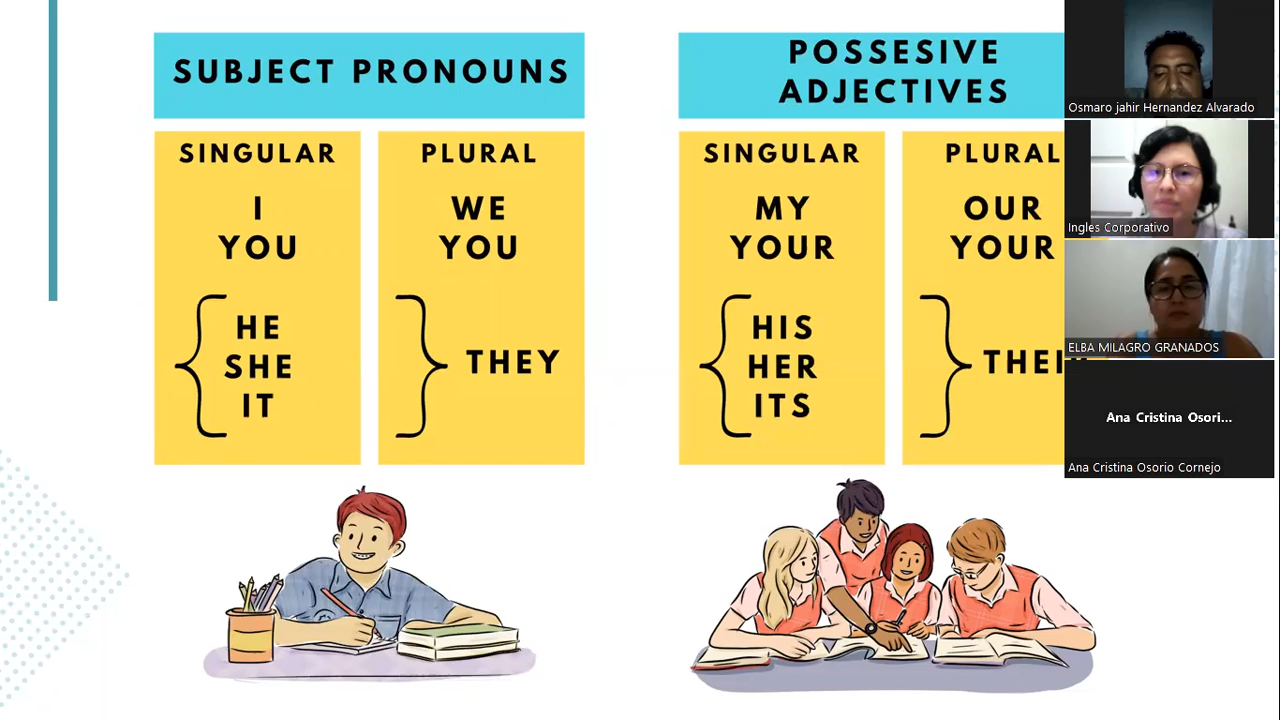 SUBJECT PRONOUNS
SINGULAR
I
YOU
HE
SHE
IT
PLURAL
WE
YOU
THEY
POSSESIVE
ADJECTIVES
SINGULAR
MY
YOUR
HIS
HER
ITS
PLURAL
OUR
YOUR
THEI
Osmaro jahir Hernandez Alvarado
Ingles Corporativo
ELBA MILAGRO GRANADOS
Ana Cristina Osori...
Ana Cristina Osorio Cornejo